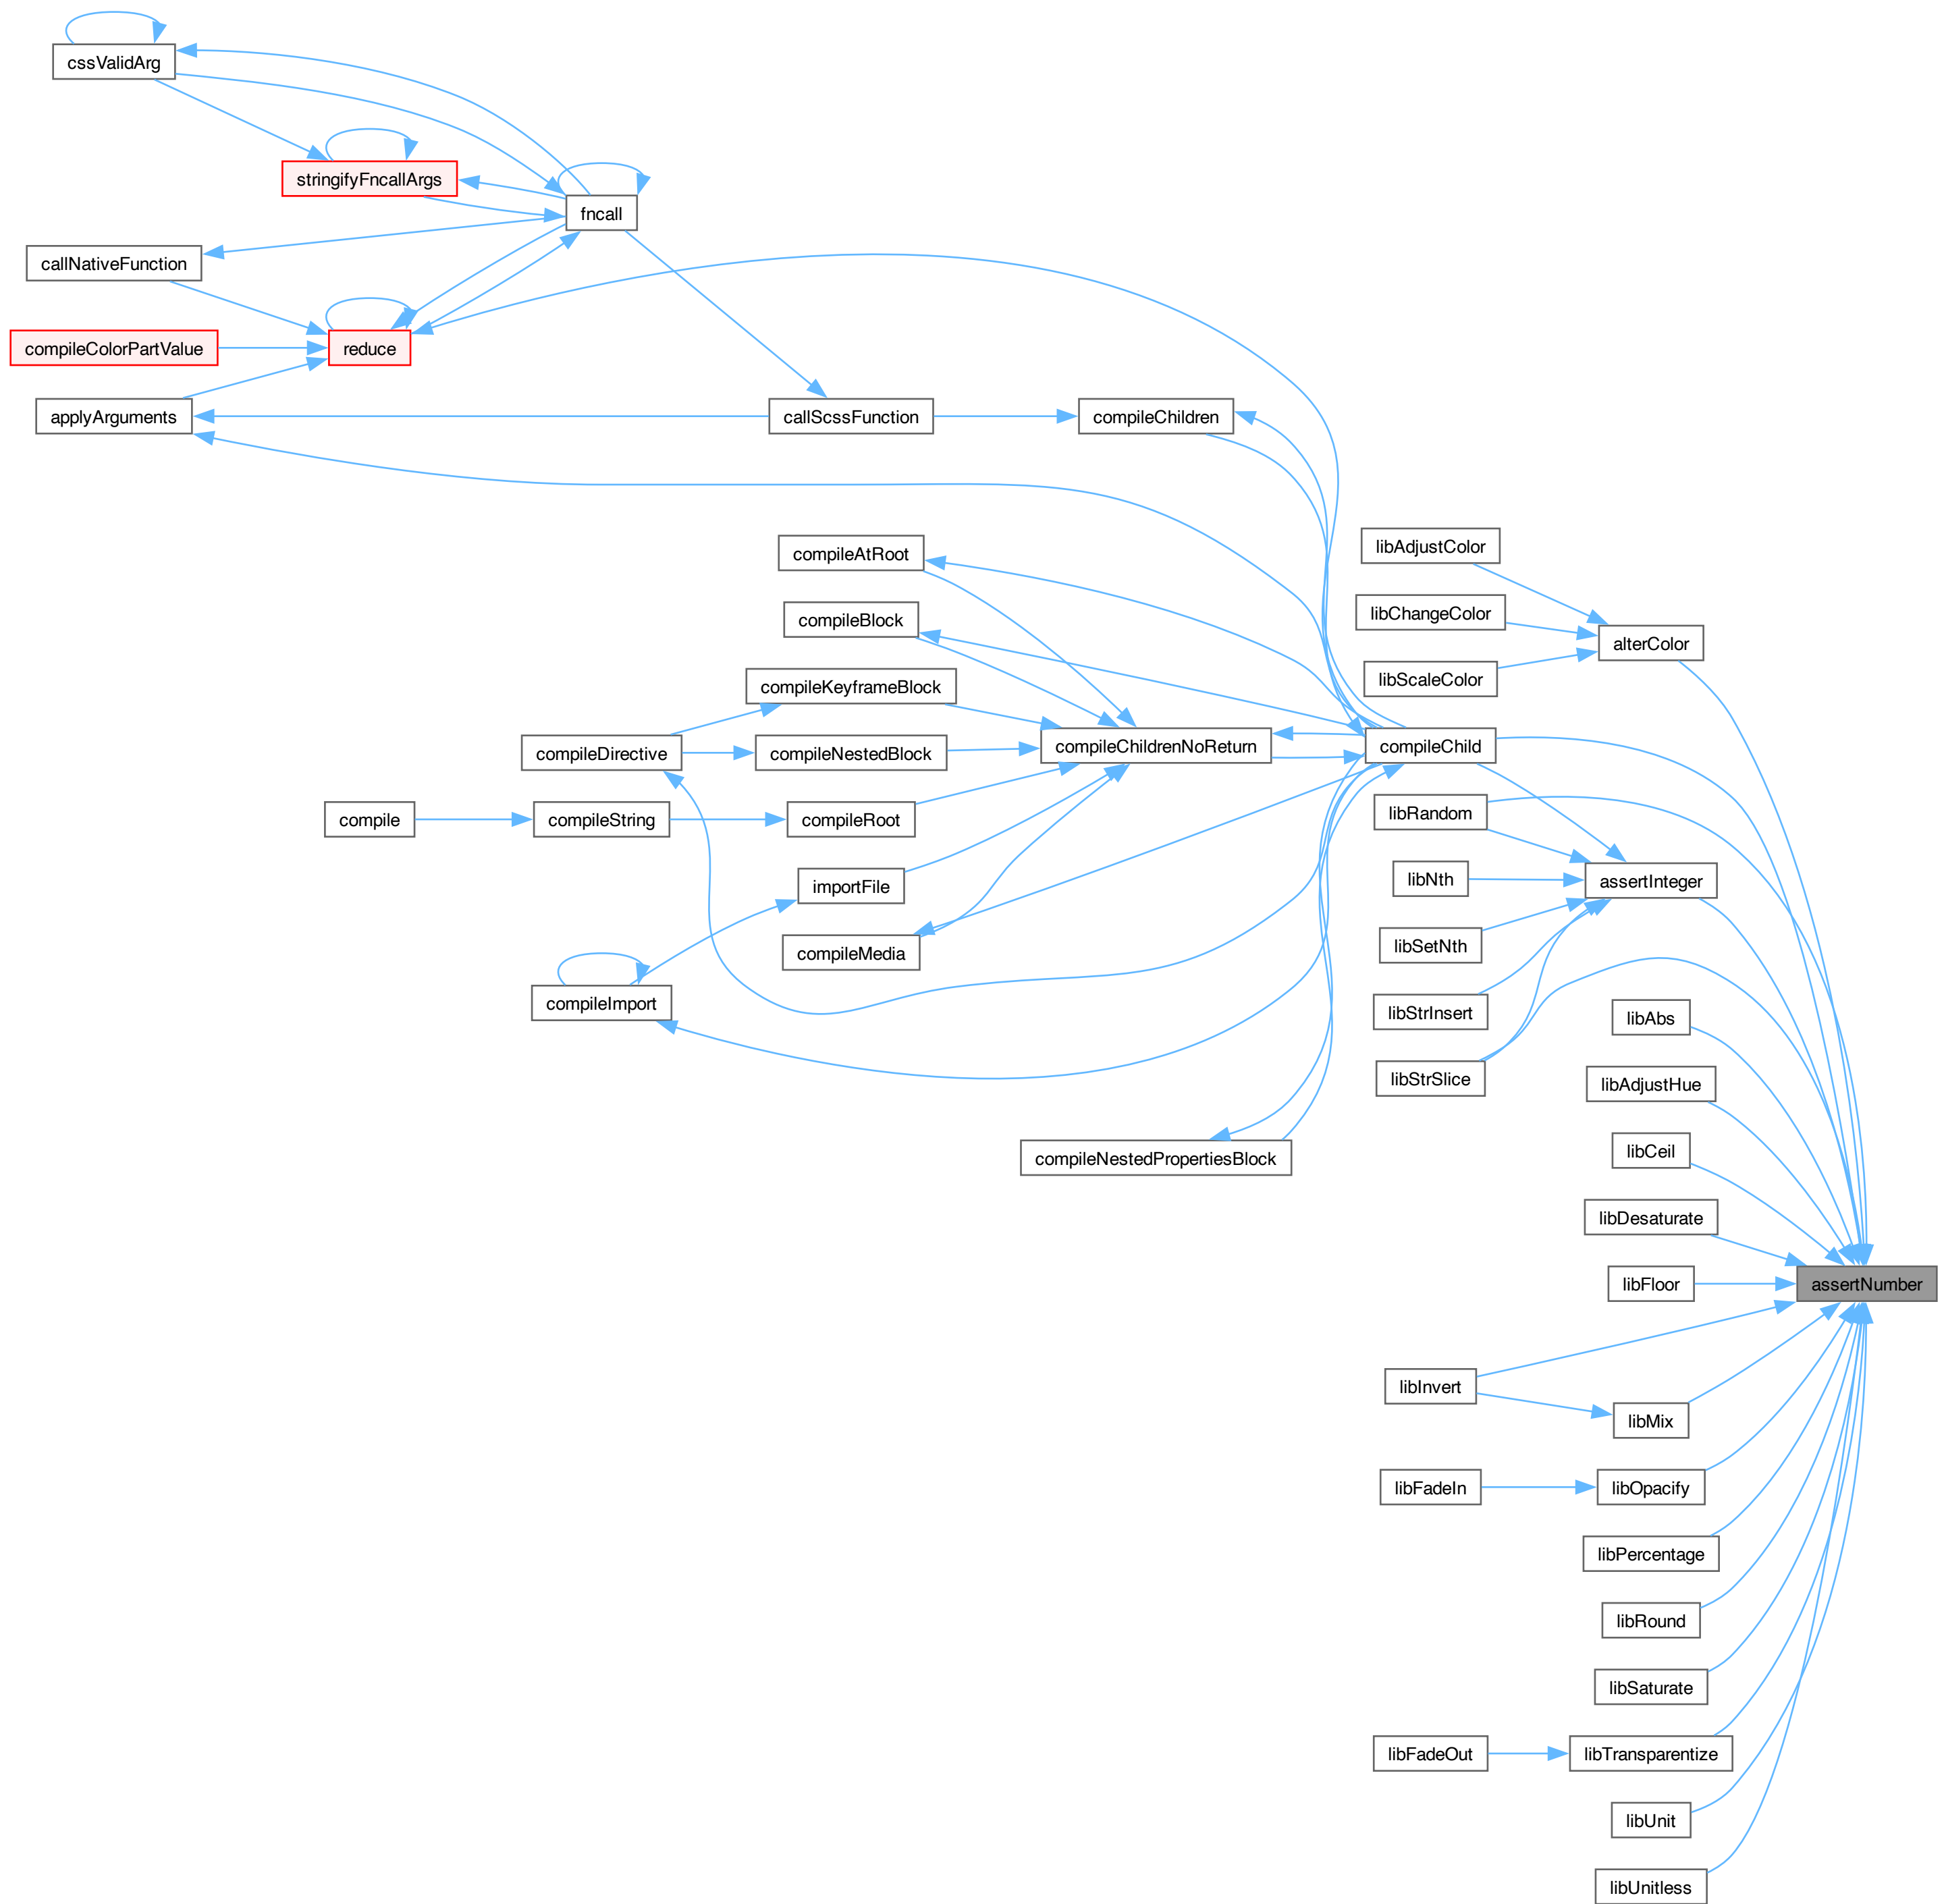 cssValidArg
stringifyFncallArgs
fncall
callNativeFunction
compileColorPartValue
reduce
applyArguments
callScssFunction
compileChildren
compileAtRoot
libAdjustColor
compileBlock
libChangeColor
alterColor
compileKeyframeBlock
libScaleColor
compileDirective
compileNestedBlock
compileChildrenNoReturn
compileChild
compile
compileString
compileRoot
libRandom
importFile
libNth
assertInteger
compileMedia
libSetNth
compileImport
libStrInsert
libAbs
libStrSlice
libAdjustHue
compileNestedPropertiesBlock
libCeil
libDesaturate
libFloor
assertNumber
libInvert
libMix
libFadeIn
libOpacify
libPercentage
libRound
libSaturate
libFadeOut
libTransparentize
libUnit
libUnitless